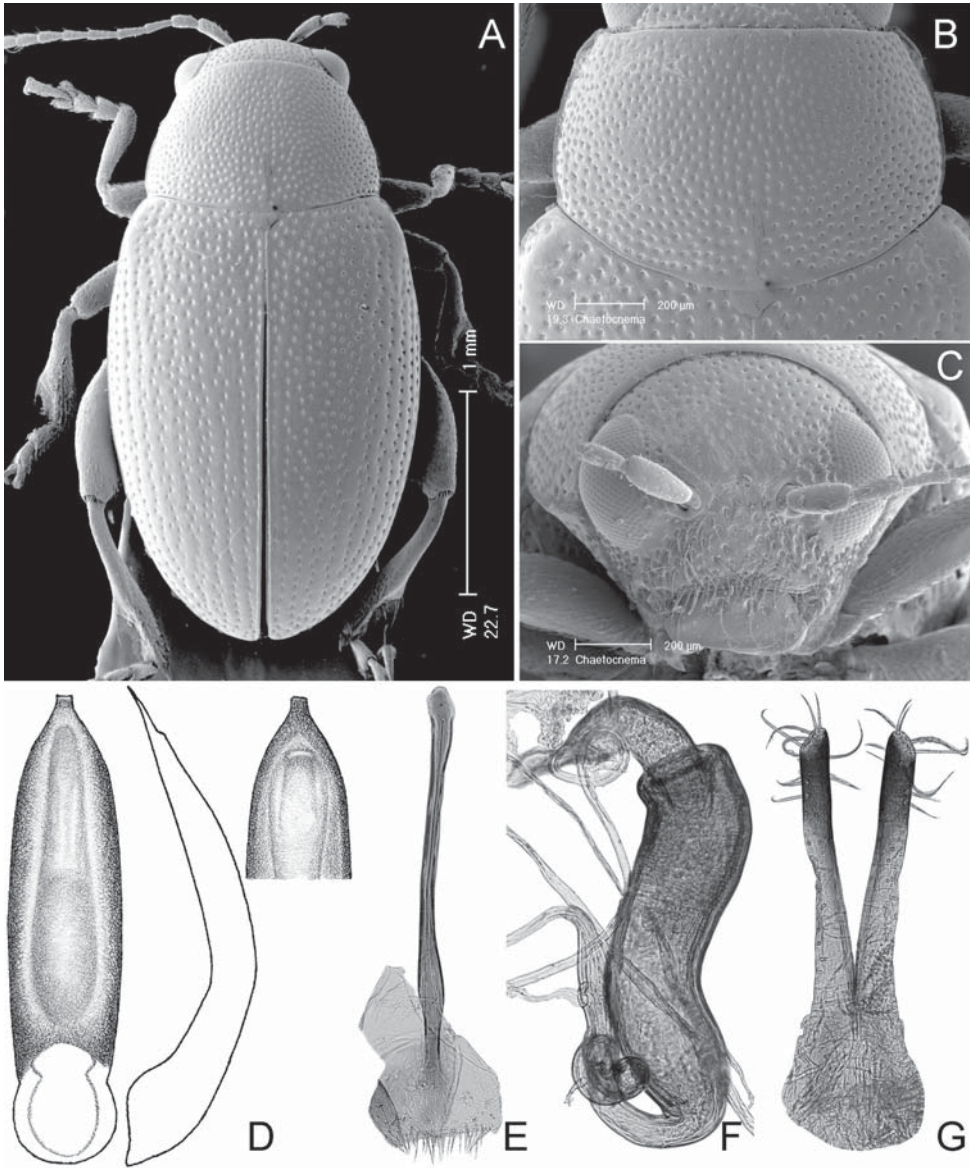 A
1 mm
WD
22.7
B
WD 200 µm
19.3 Chaetocnema
C
WD 200 µm
17.2 Chaetocnema
D
E
F
G